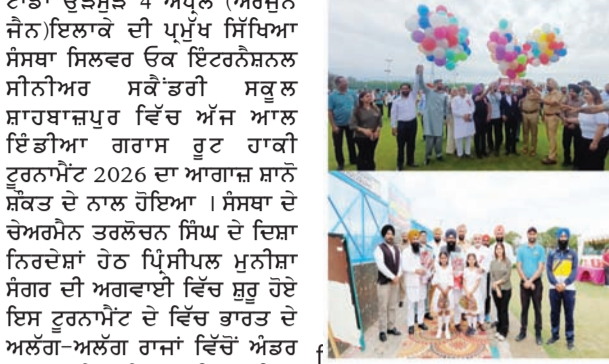 ਟਾਂਡਾ ਉੜਮੁੜ 4 ਅਪ੍ਰੈਲ (ਅਰਜੁਨ
ਜੈਨ)ਇਲਾਕੇ ਦੀ ਪ੍ਰਮੁੱਖ ਸਿੱਖਿਆ
ਸੰਸਥਾ ਸਿਲਵਰ ਓਕ ਇੰਟਰਨੈਸ਼ਨਲ
ਸੀਨੀਅਰ ਸਕੈਂਡਰੀ ਸਕੂਲ
ਸ਼ਾਹਬਾਜ਼ਪੁਰ ਵਿੱਚ ਅੱਜ ਆਲ
ਇੰਡੀਆ ਗਰਾਸ ਰੂਟ ਹਾਕੀ
ਟੂਰਨਾਮੈਂਟ 2026 ਦਾ ਆਗਾਜ਼ ਸ਼ਾਨੋ
ਸ਼ੌਕਤ ਦੇ ਨਾਲ ਹੋਇਆ । ਸੰਸਥਾ ਦੇ
ਚੇਅਰਮੈਨ ਤਰਲੋਚਨ ਸਿੰਘ ਦੇ ਦਿਸ਼ਾ
ਨਿਰਦੇਸ਼ਾਂ ਹੇਠ ਪ੍ਰਿੰਸੀਪਲ ਮੁਨੀਸ਼ਾ
ਸੰਗਰ ਦੀ ਅਗਵਾਈ ਵਿੱਚ ਸ਼ੁਰੂ ਹੋਏ
ਇਸ ਟੂਰਨਾਮੈਂਟ ਦੇ ਵਿੱਚ ਭਾਰਤ ਦੇ
ਅਲੱਗ-ਅਲੱਗ ਰਾਜਾਂ ਵਿੱਚੋਂ ਅੰਡਰ
f